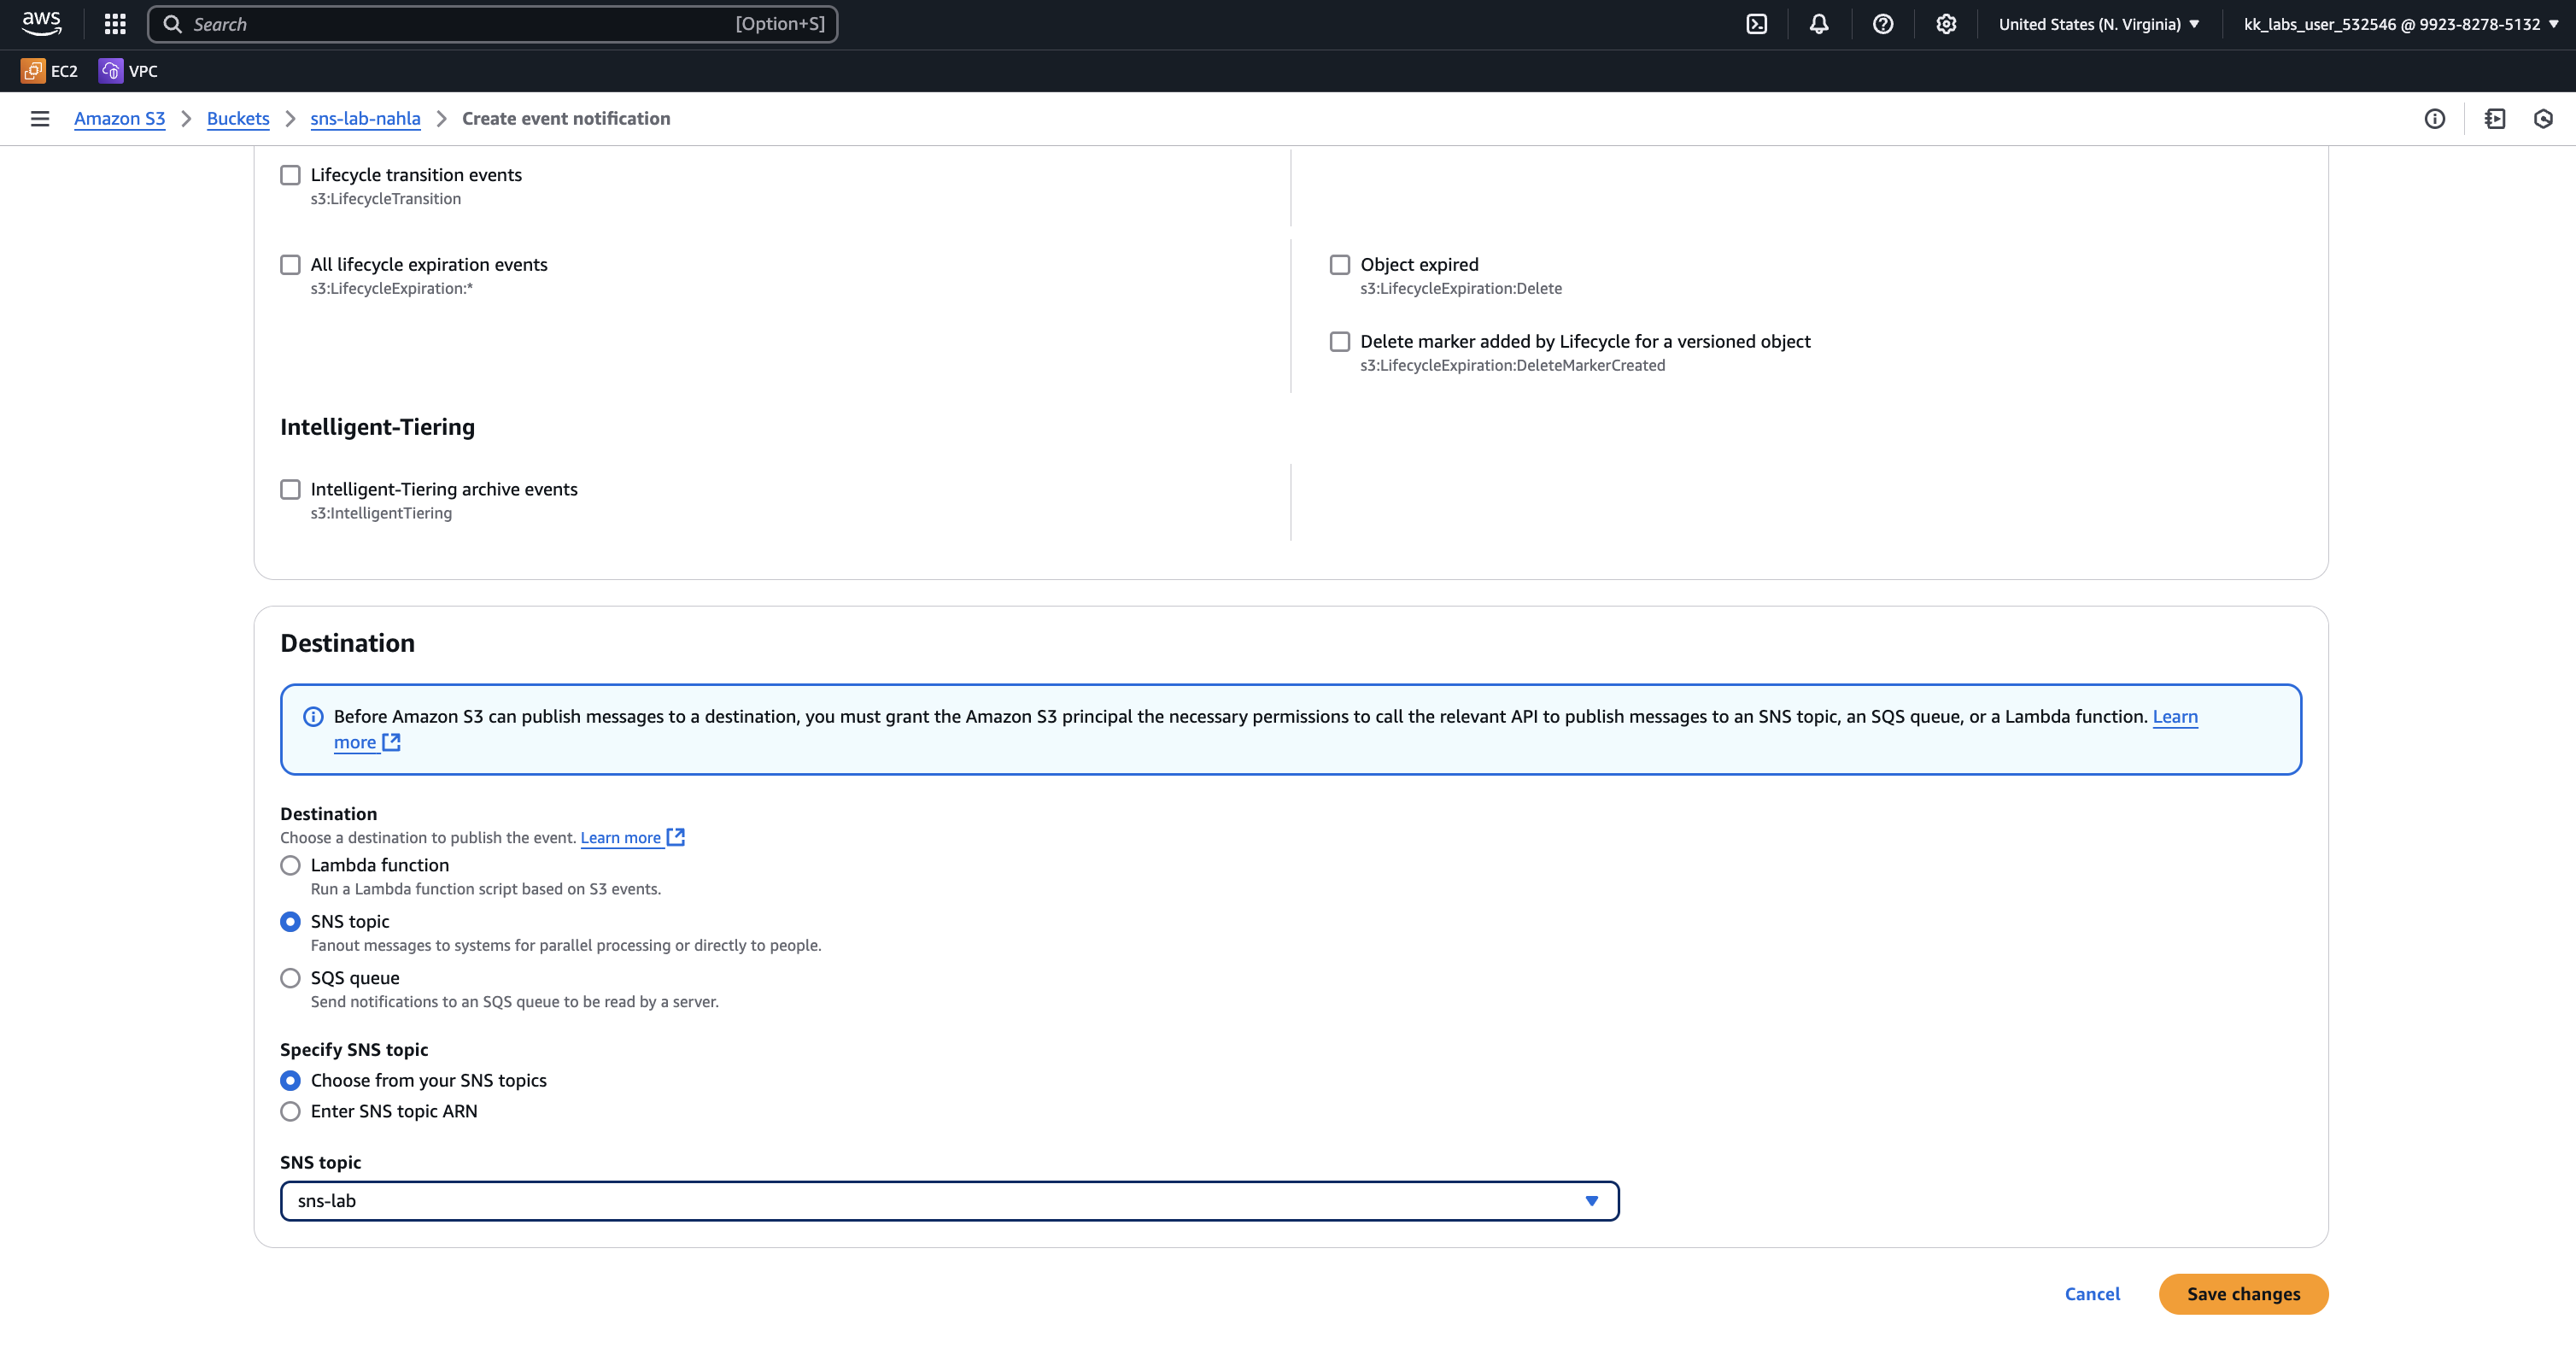 aws
Search [Option+S]
United States (N. Virginia)
kk_labs_user_532546 @ 9923-8278-5132
EC2
VPC
Amazon S3 Buckets sns-lab-nahla Create event notification
Lifecycle transition events
s3:LifecycleTransition
All lifecycle expiration events
s3:LifecycleExpiration:*
Object expired
s3:LifecycleExpiration:Delete
Delete marker added by Lifecycle for a versioned object
s3:LifecycleExpiration:DeleteMarkerCreated
Intelligent-Tiering
Intelligent-Tiering archive events
s3:IntelligentTiering
Destination
Before Amazon S3 can publish messages to a destination, you must grant the Amazon S3 principal the necessary permissions to call the relevant API to publish messages to an SNS topic, an SQS queue, or a Lambda function. Learn
more
Destination
Choose a destination to publish the event. Learn more
Lambda function
Run a Lambda function script based on S3 events.
SNS topic
Fanout messages to systems for parallel processing or directly to people.
SQS queue
Send notifications to an SQS queue to be read by a server.
Specify SNS topic
Choose from your SNS topics
Enter SNS topic ARN
SNS topic
sns-lab
Cancel
Save changes